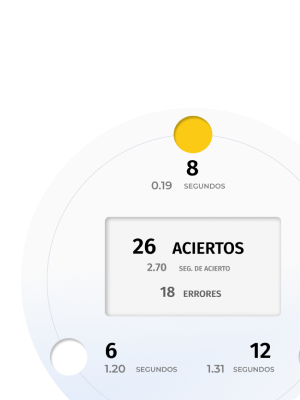 8
0.19 SEGUNDOS
26 ACIERTOS
2.70 SEG. DE ACIERTO
18 ERRORES
6 12
1.20 SEGUNDOS 1.31 SEGUNDOS